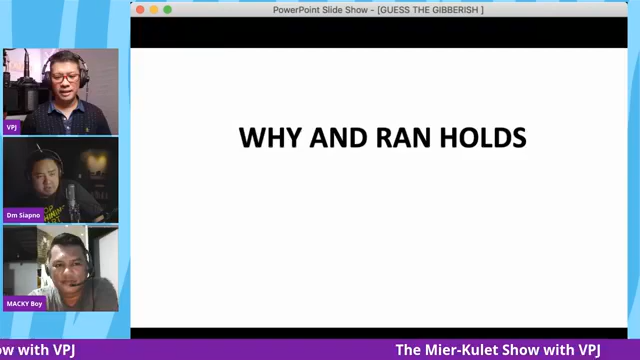 PowerPoint Slide Show - [GUESS THE GIBBERISH ]
WHY AND RAN HOLDS
VPJ
Dm Siapno
MACKY Boy
ow with VPJ
The Mier-Kulet Show with VPJ